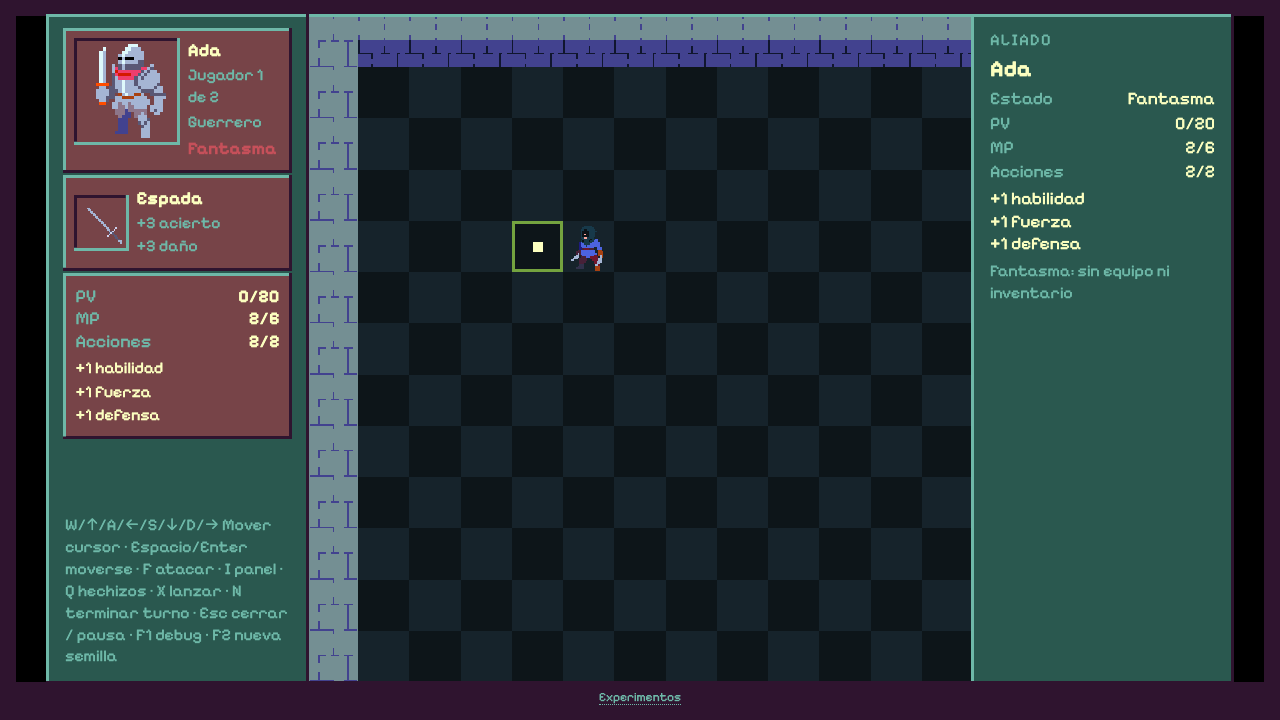 Ada
Jugador 1
de 2
Guerrero
Fantasma
Espada
+3 acierto
+3 daño
PV 0/20
MP 2/6
Acciones 2/2
+1 habilidad
+1 fuerza
+1 defensa
W/↑/A/←/S/↓/D/→ Mover
cursor · Espacio/Enter
moverse · F atacar · I panel ·
Q hechizos · X lanzar · N
terminar turno · Esc cerrar
/ pausa · F1 debug · F2 nueva
semilla
ALIADO
Ada
Estado Fantasma
PV 0/20
MP 2/6
Acciones 2/2
+1 habilidad
+1 fuerza
+1 defensa
Fantasma: sin equipo ni
inventario
Experimentos